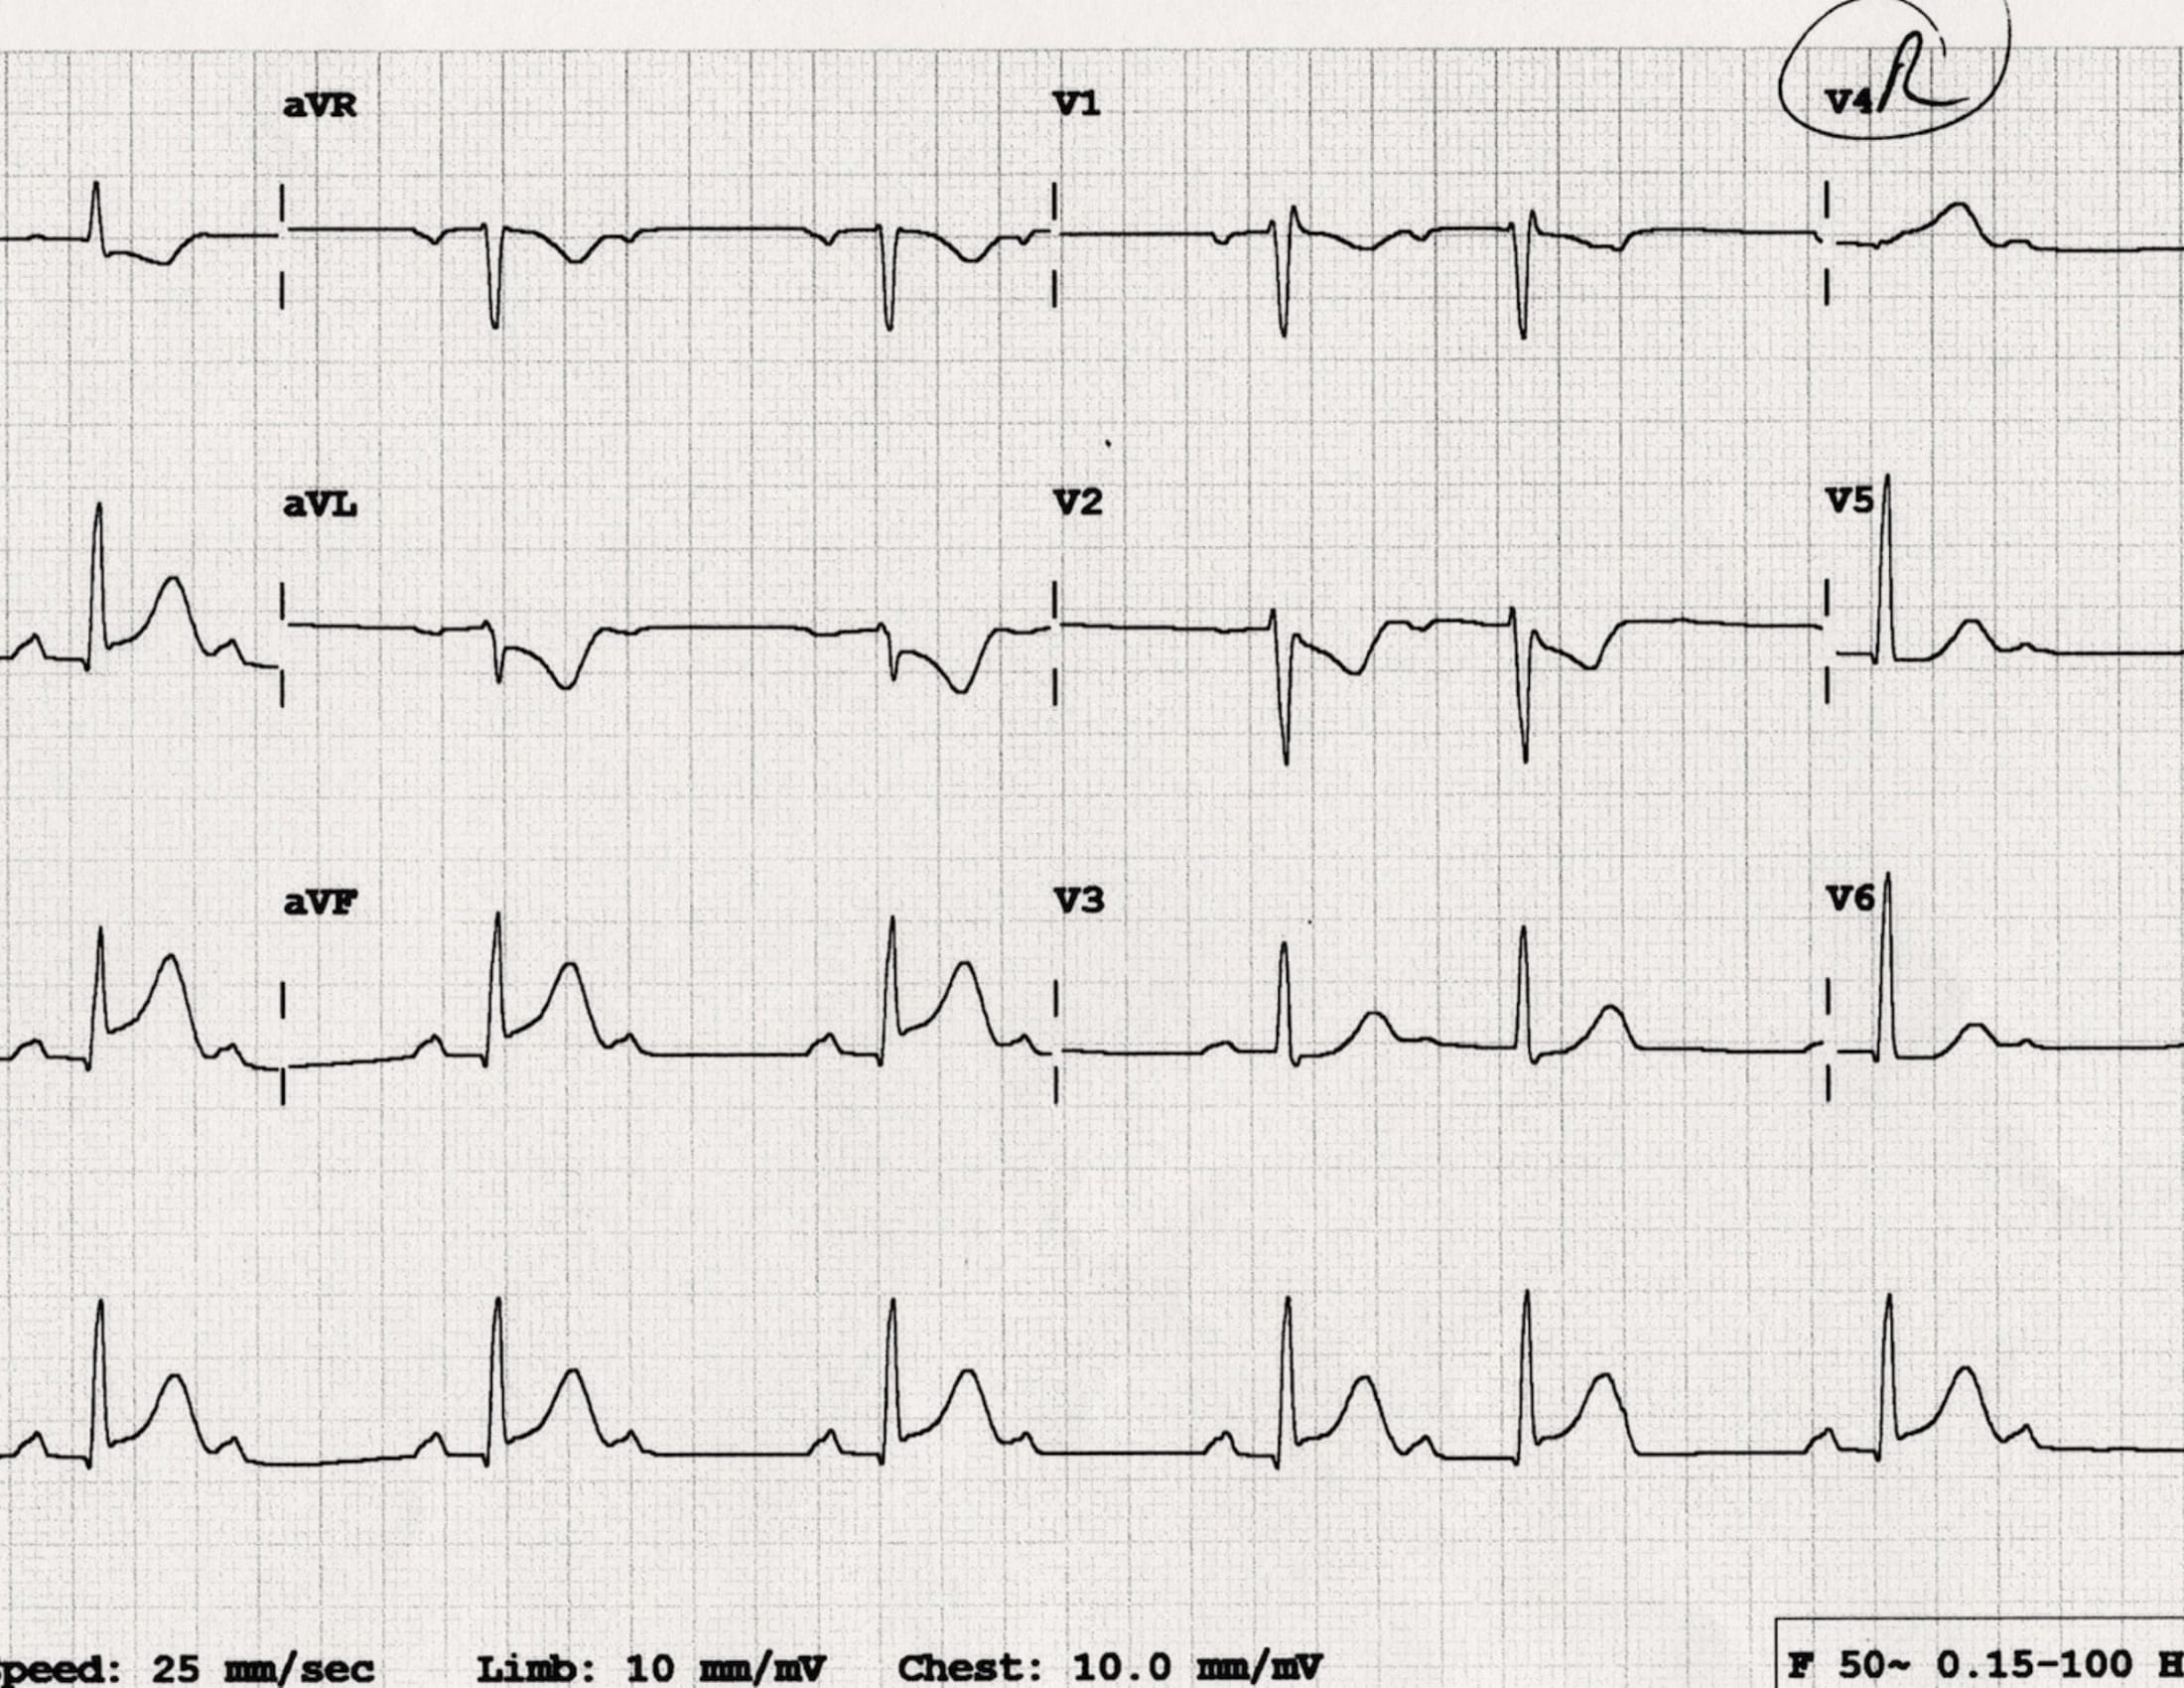 aVR V1 V4R
aVL V2 V5
aVF V3 V6
peed: 25 mm/sec Limb: 10 mm/mV Chest: 10.0 mm/mV F 50~ 0.15-100 H